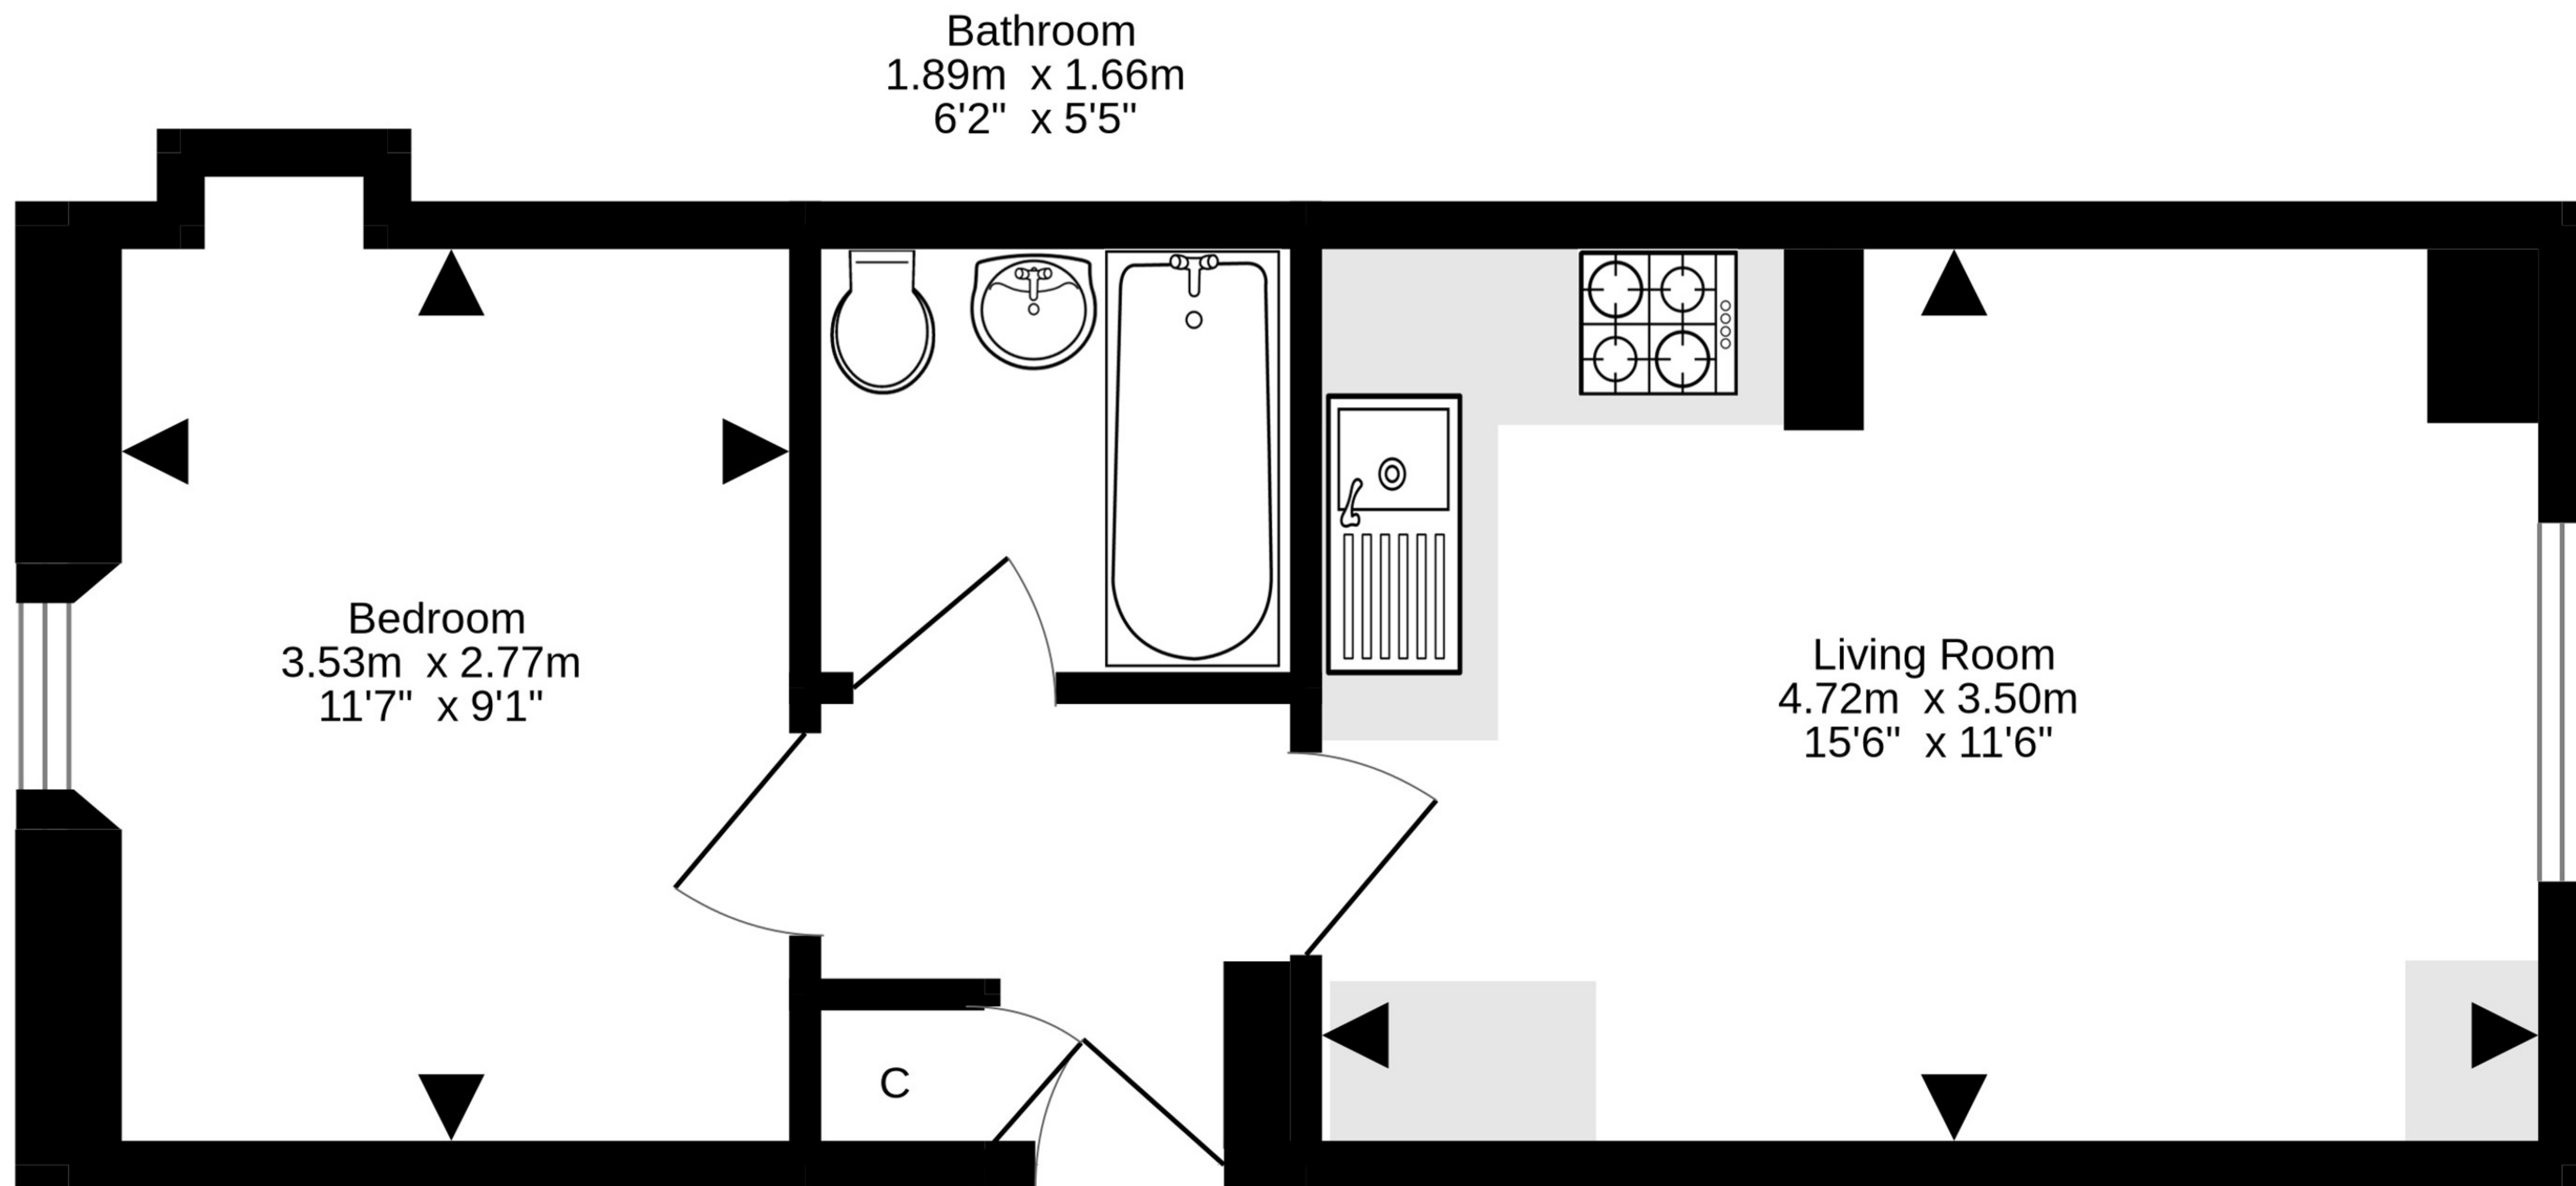 Bathroom
1.89m x 1.66m
6'2" x 5'5"
Bedroom
3.53m x 2.77m
11'7" x 9'1"
Living Room
4.72m x 3.50m
15'6" x 11'6"
C